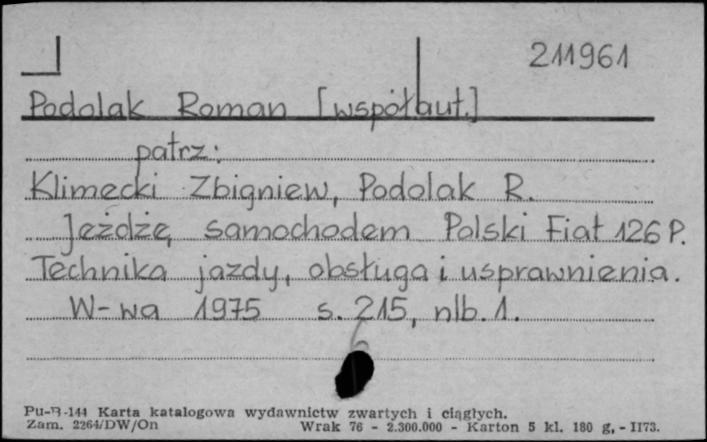 211961
Podolak Roman [współaut.]
patrz:
Klimecki Zbigniew, Podolak R.
Jeżdżę samochodem Polski Fiat 126 P.
Technika jazdy, obsługa i usprawnienia.
W-wa 1975 s. 215, nlb. 1.
Pu-B-144 Karta katalogowa wydawnictw zwartych i ciągłych.
Zam. 2264/DW/On Wrak 76 - 2.300.000 - Karton 5 kl. 180 g. - II73.